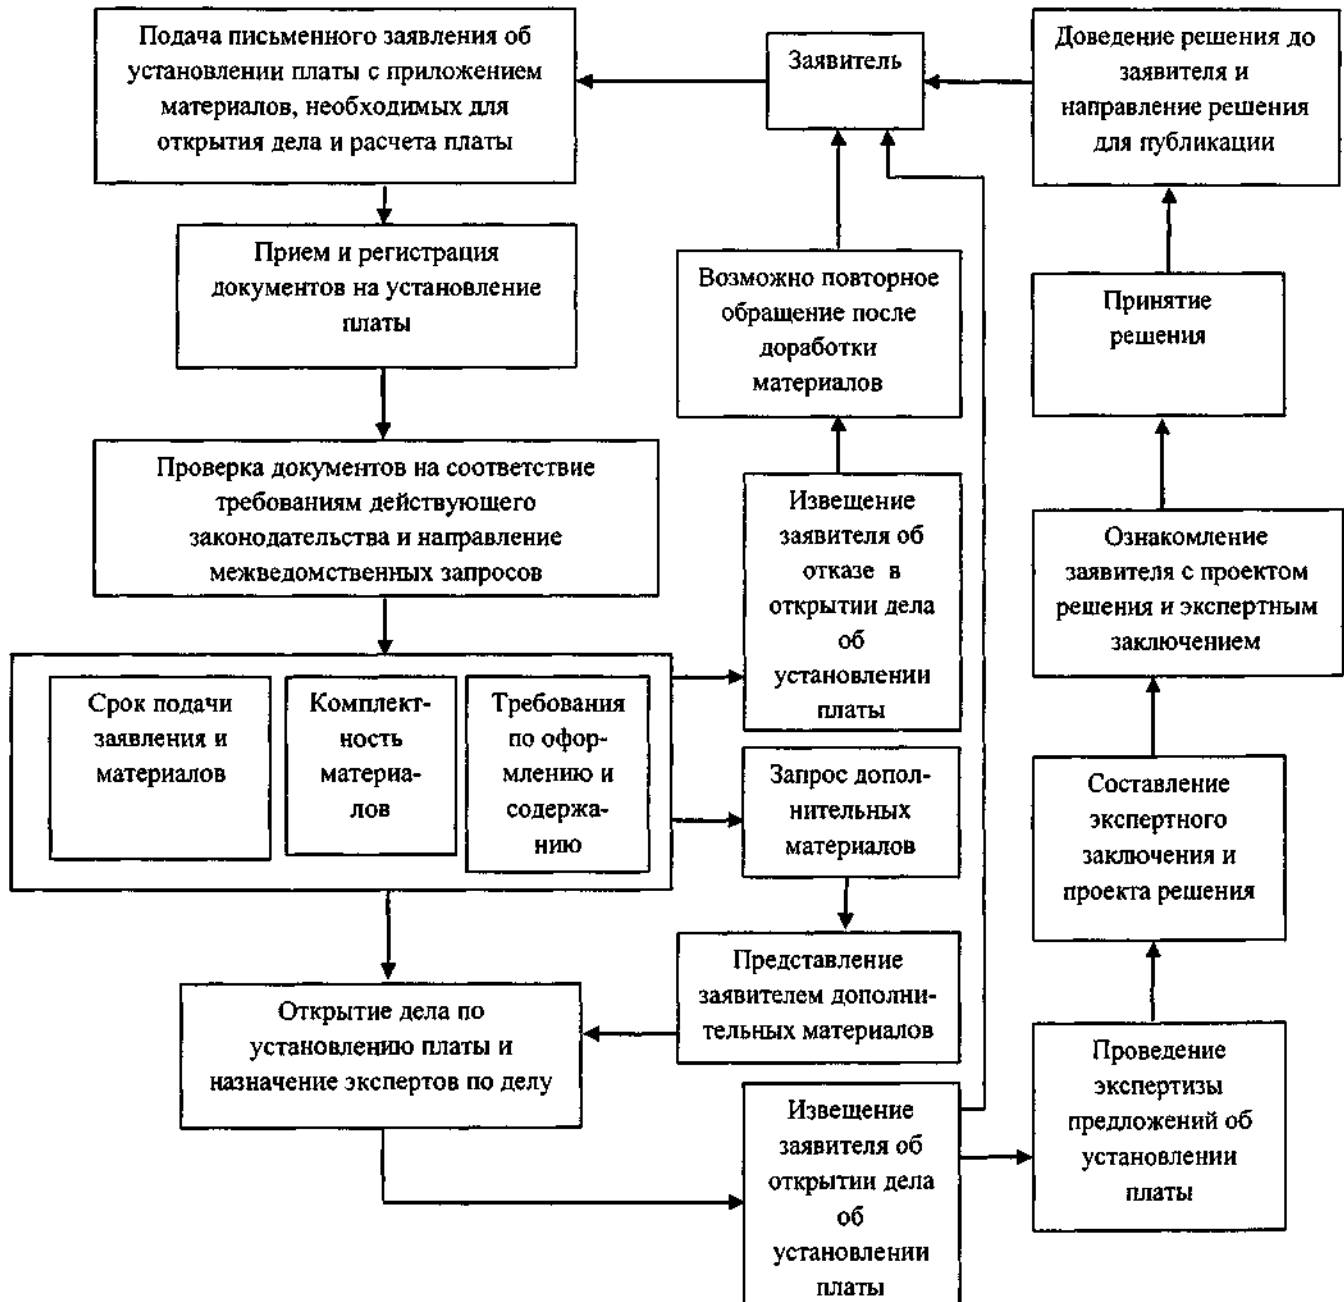 Подача письменного заявления об
установлении платы с приложением
материалов, необходимых для
открытия дела и расчета платы
Заявитель
Доведение решения до
заявителя и
направление решения
для публикации
Прием и регистрация
документов на установление
платы
Возможно повторное
обращение после
доработки
материалов
Принятие
решения
Проверка документов на соответствие
требованиям действующего
законодательства и направление
межведомственных запросов
Извещение
заявителя об
отказе в
открытии дела
об
установлении
платы
Ознакомление
заявителя с проектом
решения и экспертным
заключением
Срок подачи
заявления и
материалов
Комплект-
ность
материа-
лов
Требования
по офор-
млению и
содержа-
нию
Запрос допол-
нительных
материалов
Составление
экспертного
заключения и
проекта решения
Представление
заявителем дополни-
тельных материалов
Открытие дела по
установлению платы и
назначение экспертов по делу
Извещение
заявителя об
открытии дела
об
установлении
платы
Проведение
экспертизы
предложений об
установлении
платы